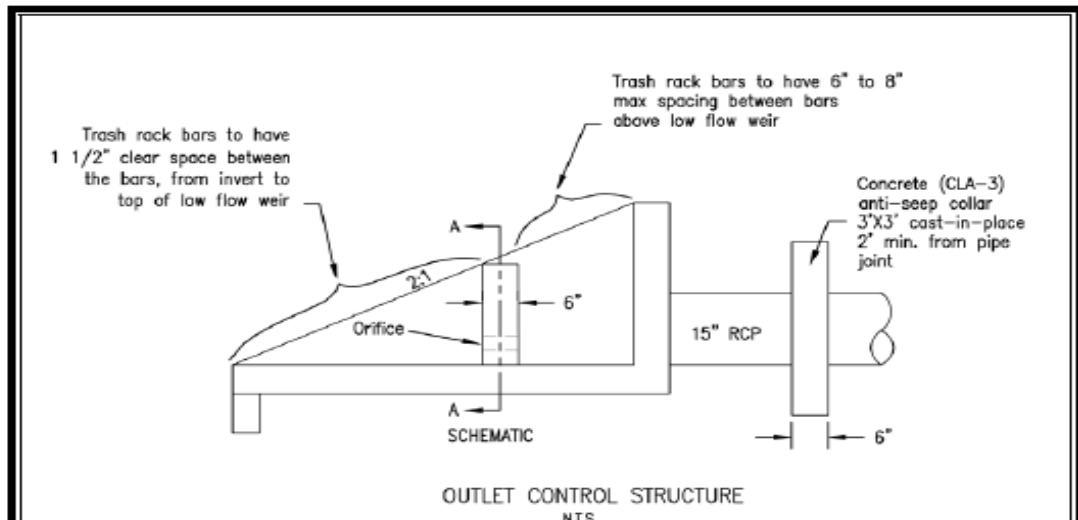 Trash rack bars to have 6" to 8"
max spacing between bars
above low flow weir
Trash rack bars to have
1 1/2" clear space between
the bars, from invert to
top of low flow weir
Concrete (CLA-3)
anti-seep collar
3'X3' cast-in-place
2" min. from pipe
joint
A
2:1
6"
Orifice
15" RCP
A
SCHEMATIC
6"
OUTLET CONTROL STRUCTURE
NTS